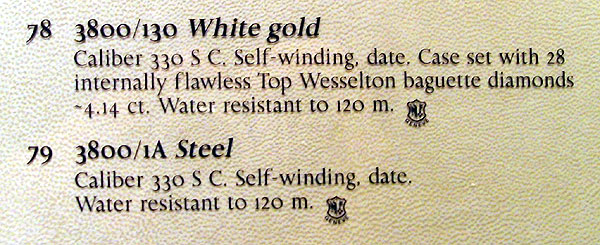 78 3800/130 White gold
Caliber 330 S C. Self-winding, date. Case set with 28
internally flawless Top Wesselton baguette diamonds
~4.14 ct. Water resistant to 120 m.
GENEVE
79 3800/1A Steel
Caliber 330 S C. Self-winding, date.
Water resistant to 120 m.
GENEVE